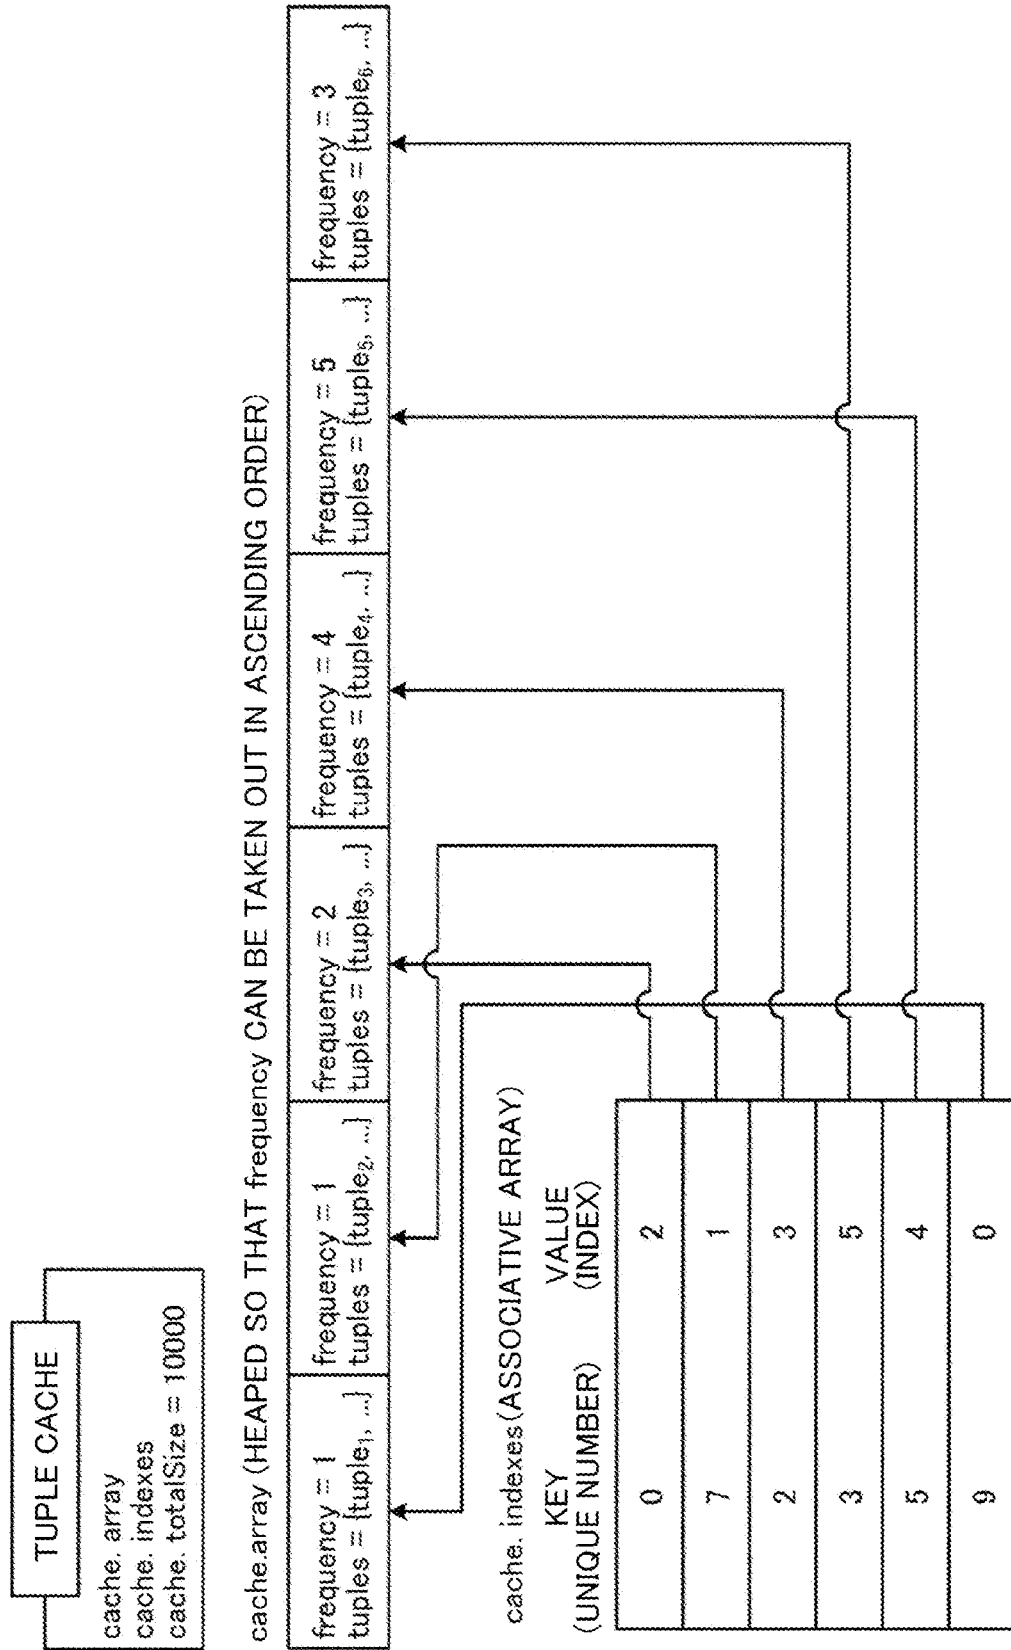 TUPLE CACHE
cache. array
cache. indexes
cache. totalSize = 10000
cache.array (HEAPED SO THAT frequency CAN BE TAKEN OUT IN ASCENDING ORDER)
frequency = 1
tuples = {tuple₁, ...}
frequency = 1
tuples = {tuple₂, ...}
frequency = 2
tuples = {tuple₃, ...}
frequency = 4
tuples = {tuple₄, ...}
frequency = 5
tuples = {tuple₅, ...}
frequency = 3
tuples = {tuple₆, ...}
cache. indexes(ASSOCIATIVE ARRAY)
KEY
(UNIQUE NUMBER)
VALUE
(INDEX)
0 2
7 1
2 3
3 5
5 4
9 0